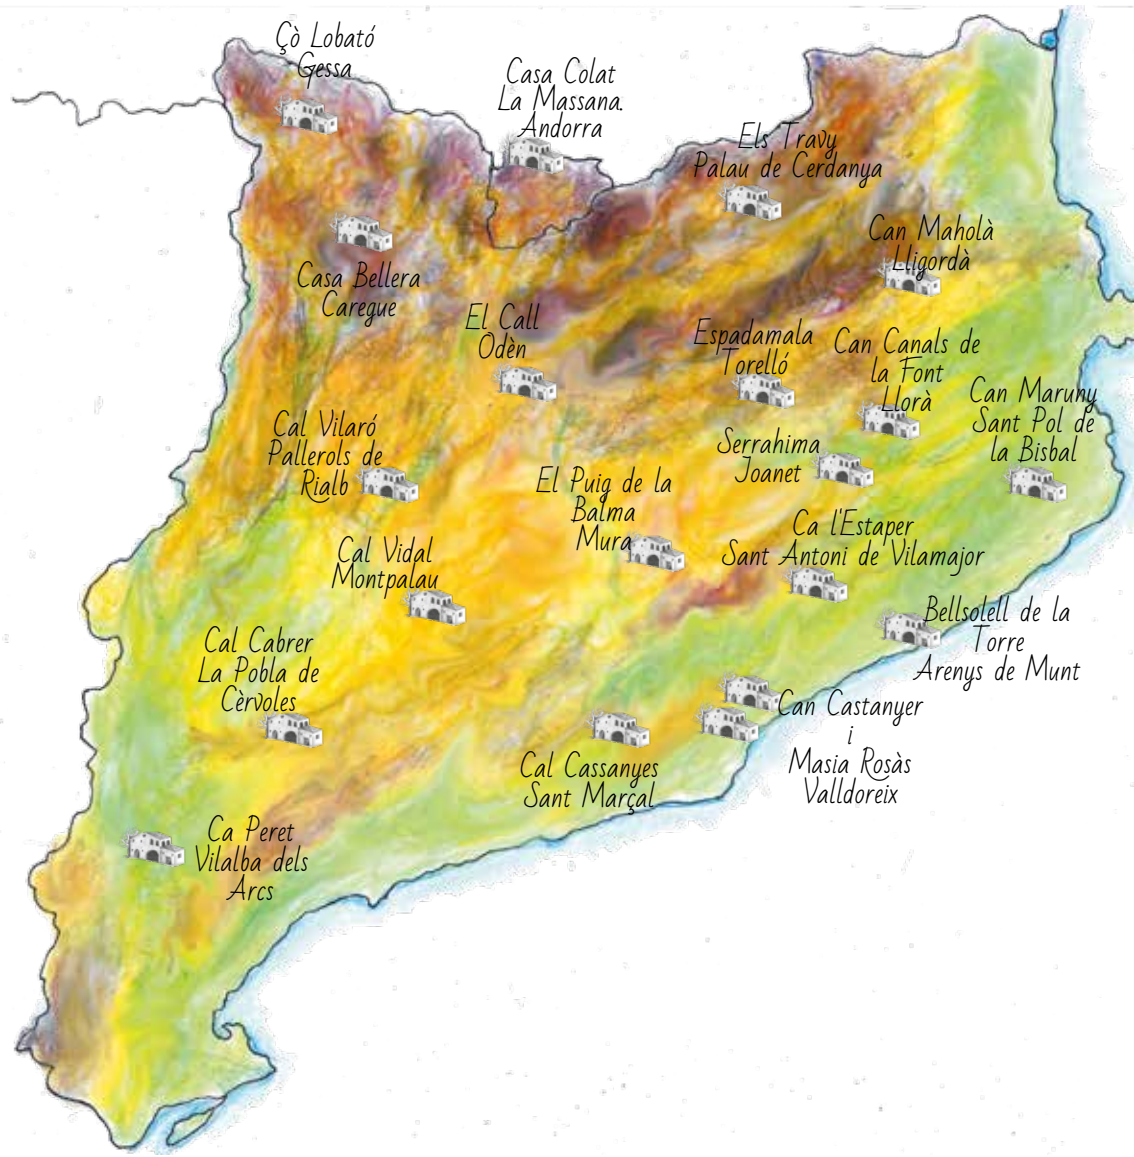 Çò Lobató
Gessa
Casa Colat
La Massana.
Andorra
Els Travy
Palau de Cerdanya
Can Maholà
Lligordà
Casa Bellera
Caregue
El Call
Odèn
Espadamala
Torelló
Can Canals de
la Font
Llorà
Can Maruny
Sant Pol de
la Bisbal
Cal Vilaró
Pallerols de
Rialb
Serrahima
Joanet
El Puig de la
Balma
Mura
Ca l'Estaper
Sant Antoni de Vilamajor
Cal Vidal
Montpalau
Bellsolell de la
Torre
Arenys de Munt
Cal Cabrer
La Pobla de
Cèrvoles
Can Castanyer
i
Masia Rosàs
Valldoreix
Cal Cassanyes
Sant Marçal
Ca Peret
Vilalba dels
Arcs